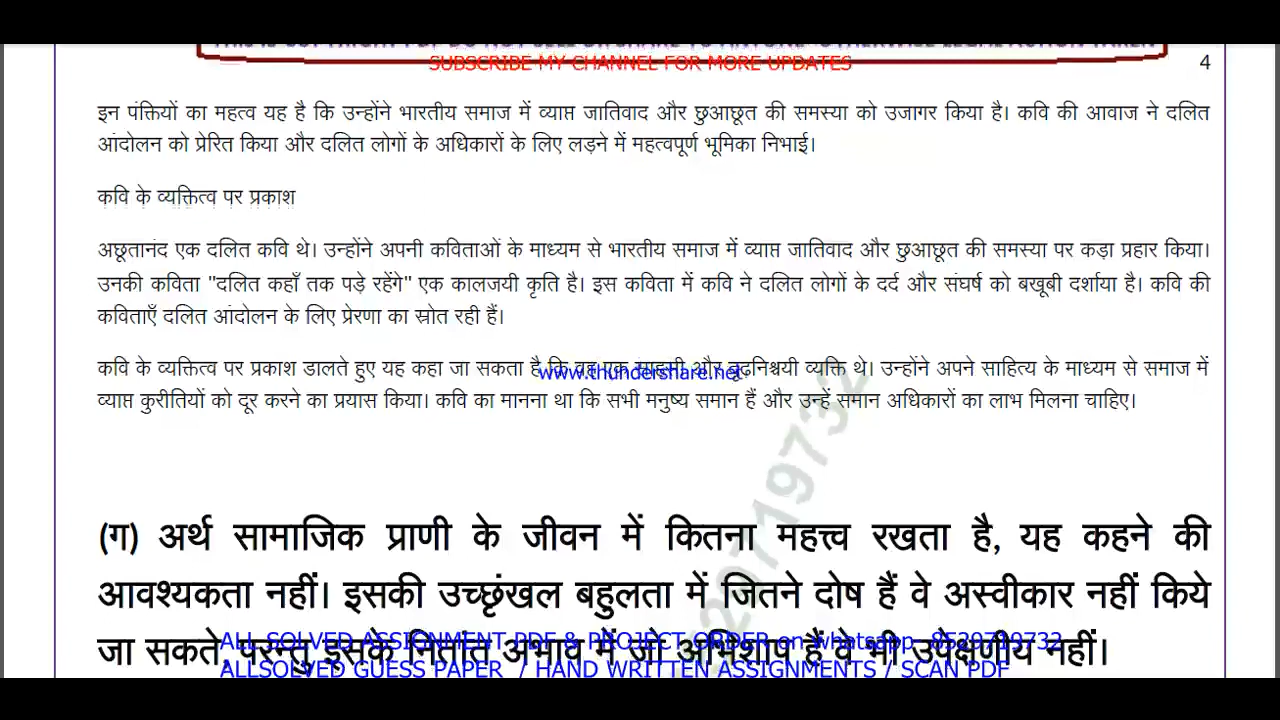 SUBSCRIBE MY CHANNEL FOR MORE UPDATES
4
इन पंक्तियों का महत्व यह है कि उन्होंने भारतीय समाज में व्याप्त जातिवाद और छुआछूत की समस्या को उजागर किया है। कवि की आवाज ने दलित
आंदोलन को प्रेरित किया और दलित लोगों के अधिकारों के लिए लड़ने में महत्वपूर्ण भूमिका निभाई।
कवि के व्यक्तित्व पर प्रकाश
अछूतानंद एक दलित कवि थे। उन्होंने अपनी कविताओं के माध्यम से भारतीय समाज में व्याप्त जातिवाद और छुआछूत की समस्या पर कड़ा प्रहार किया।
उनकी कविता "दलित कहाँ तक पड़े रहेंगे" एक कालजयी कृति है। इस कविता में कवि ने दलित लोगों के दर्द और संघर्ष को बखूबी दर्शाया है। कवि की
कविताएँ दलित आंदोलन के लिए प्रेरणा का स्रोत रही हैं।
कवि के व्यक्तित्व पर प्रकाश डालते हुए यह कहा जा सकता है कि वह एक साहसी और दृढ़निश्चयी व्यक्ति थे। उन्होंने अपने साहित्य के माध्यम से समाज में
www.thundershare.net
व्याप्त कुरीतियों को दूर करने का प्रयास किया। कवि का मानना था कि सभी मनुष्य समान हैं और उन्हें समान अधिकारों का लाभ मिलना चाहिए।
(ग) अर्थ सामाजिक प्राणी के जीवन में कितना महत्त्व रखता है, यह कहने की
आवश्यकता नहीं। इसकी उच्छृंखल बहुलता में जितने दोष हैं वे अस्वीकार नहीं किये
जा सकते, परन्तु इसके नितांत अभाव में जो अभिशाप हैं वे भी उपेक्षणीय नहीं।
ALL SOLVED ASSIGNMENT PDF & PROJECT ORDER on whatsapp- 8529719732
ALLSOLVED GUESS PAPER / HAND WRITTEN ASSIGNMENTS / SCAN PDF